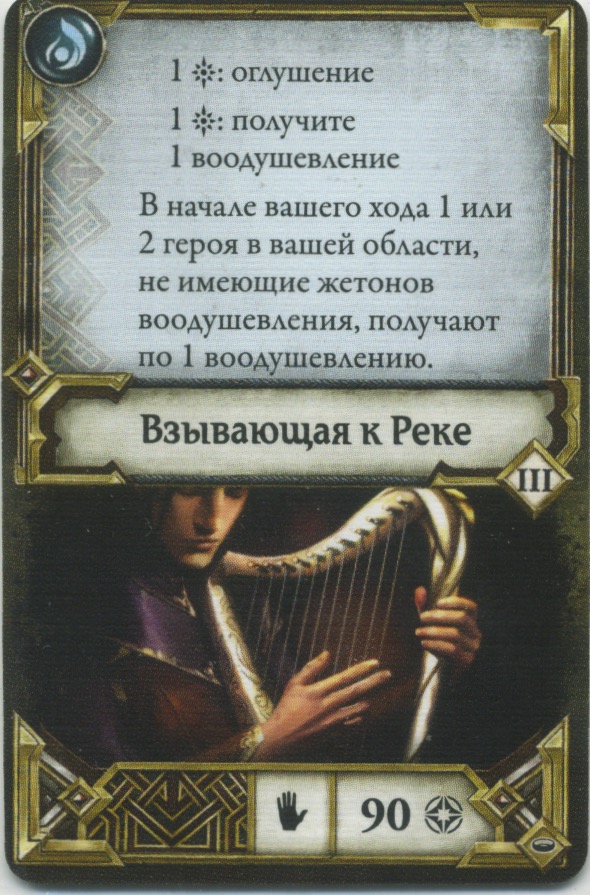 1 : оглушение
1 : получите
1 воодушевление
В начале вашего хода 1 или
2 героя в вашей области,
не имеющие жетонов
воодушевления, получают
по 1 воодушевлению.
Взывающая к Реке
III
90